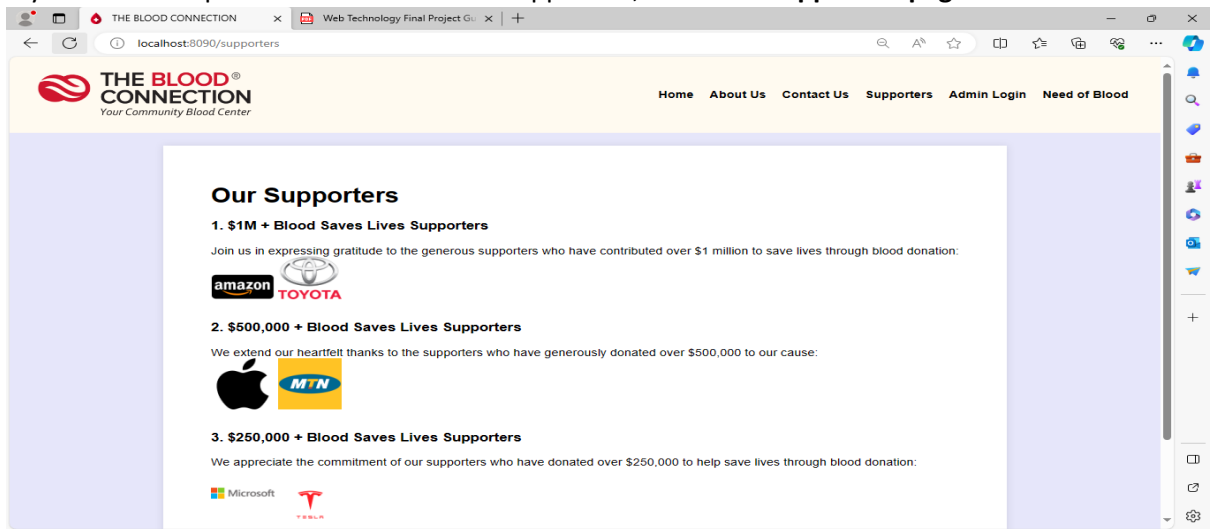 THE BLOOD CONNECTION
Web Technology Final Project Gu
localhost:8090/supporters
THE BLOOD®
CONNECTION
Your Community Blood Center
Home About Us Contact Us Supporters Admin Login Need of Blood
Our Supporters
1. $1M + Blood Saves Lives Supporters
Join us in expressing gratitude to the generous supporters who have contributed over $1 million to save lives through blood donation:
amazon TOYOTA
2. $500,000 + Blood Saves Lives Supporters
We extend our heartfelt thanks to the supporters who have generously donated over $500,000 to our cause:
MTN
3. $250,000 + Blood Saves Lives Supporters
We appreciate the commitment of our supporters who have donated over $250,000 to help save lives through blood donation:
Microsoft
TESLA